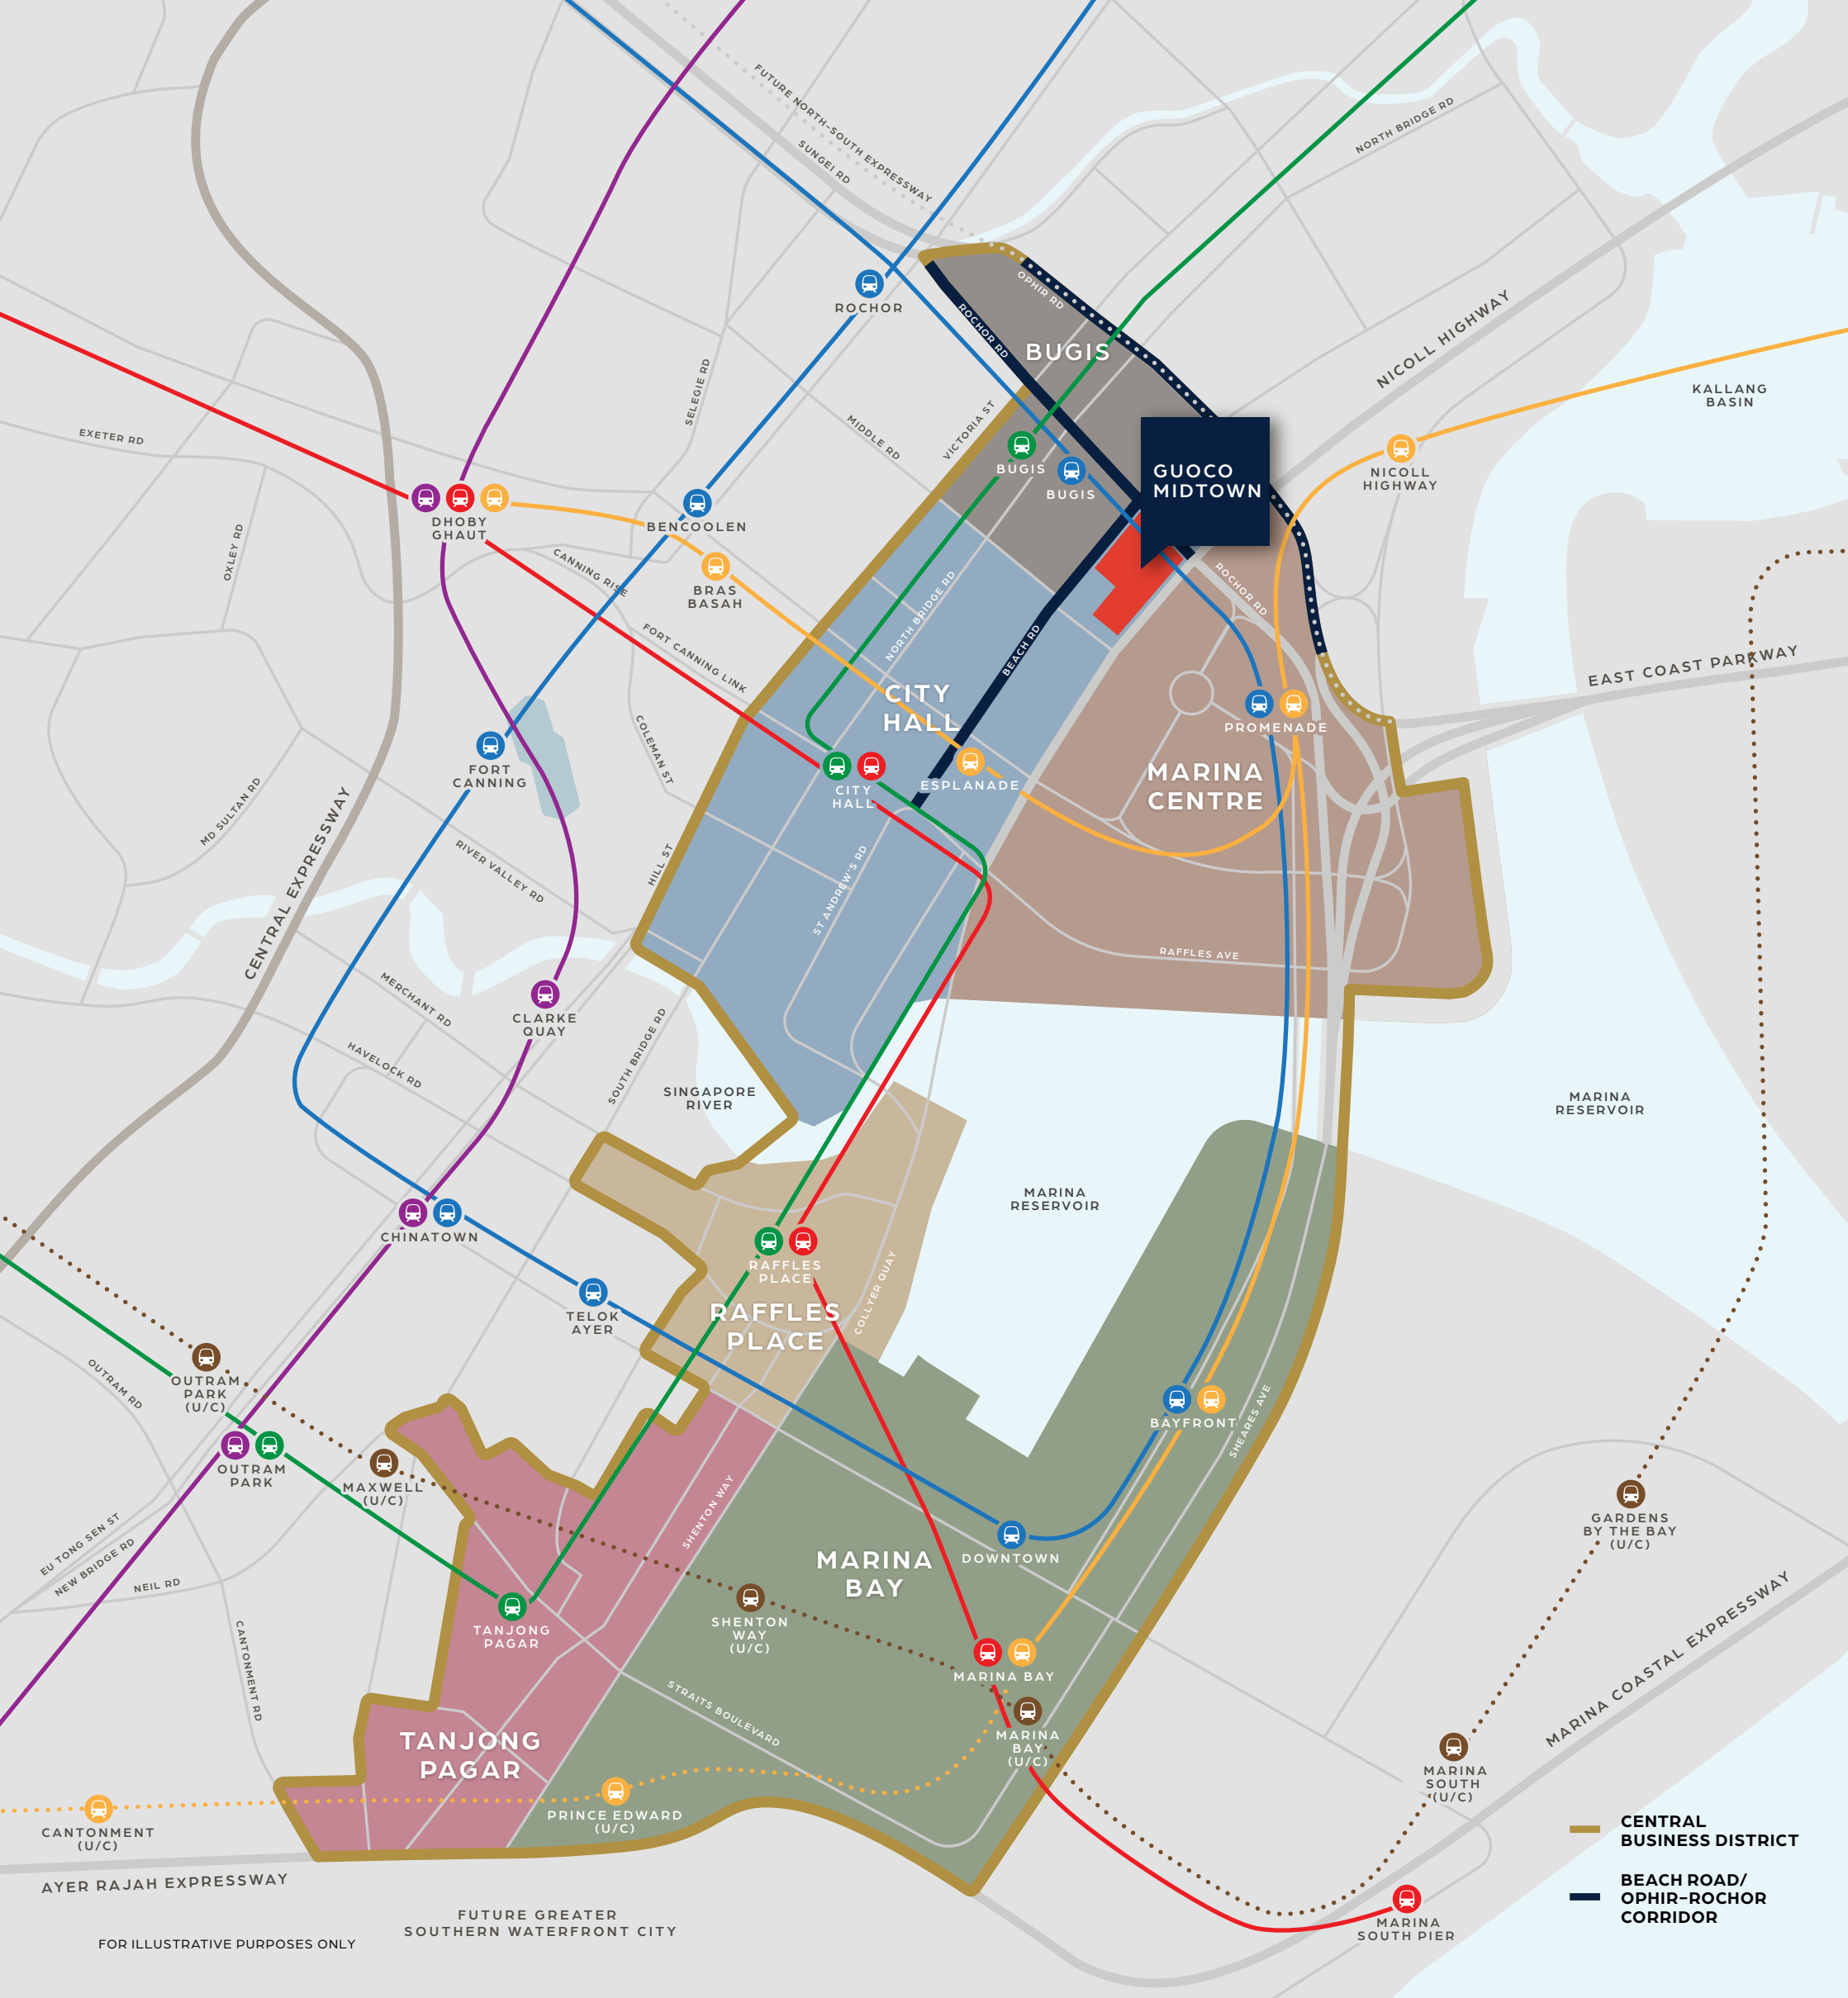 FUTURE NORTH-SOUTH EXPRESSWAY
SUNGEI RD
NORTH BRIDGE RD
ROCHOR
OPHIR RD
ROCHOR RD
BUGIS
NICOLL HIGHWAY
KALLANG
BASIN
SELEGIE RD
MIDDLE RD
VICTORIA ST
EXETER RD
BUGIS
BUGIS
GUOCO
MIDTOWN
NICOLL
HIGHWAY
DHOBY
GHAUT
BENCOOLEN
OXLEY RD
CANNING RISE
BRAS
BASAH
NORTH BRIDGE RD
ROCHOR RD
FORT CANNING LINK
BEACH RD
EAST COAST PARKWAY
CITY
HALL
PROMENADE
COLEMAN ST
FORT
CANNING
CITY
HALL
ESPLANADE
MARINA
CENTRE
MD SULTAN RD
CENTRAL EXPRESSWAY
RIVER VALLEY RD
HILL ST
ST ANDREW'S RD
RAFFLES AVE
MERCHANT RD
CLARKE
QUAY
HAVELOCK RD
SOUTH BRIDGE RD
SINGAPORE
RIVER
MARINA
RESERVOIR
MARINA
RESERVOIR
CHINATOWN
RAFFLES
PLACE
COLLYER QUAY
TELOK
AYER
RAFFLES
PLACE
OUTRAM RD
OUTRAM
PARK
(U/C)
BAYFRONT
SHEARES AVE
OUTRAM
PARK
MAXWELL
(U/C)
SHENTON WAY
GARDENS
BY THE BAY
(U/C)
EU TONG SEN ST
NEW BRIDGE RD
NEIL RD
DOWNTOWN
MARINA
BAY
TANJONG
PAGAR
SHENTON
WAY
(U/C)
CANTONMENT RD
MARINA BAY
MARINA COASTAL EXPRESSWAY
STRAITS BOULEVARD
MARINA
BAY
(U/C)
TANJONG
PAGAR
MARINA
SOUTH
(U/C)
PRINCE EDWARD
(U/C)
CANTONMENT
(U/C)
CENTRAL
BUSINESS DISTRICT
AYER RAJAH EXPRESSWAY
BEACH ROAD/
OPHIR-ROCHOR
CORRIDOR
FUTURE GREATER
SOUTHERN WATERFRONT CITY
MARINA
SOUTH PIER
FOR ILLUSTRATIVE PURPOSES ONLY